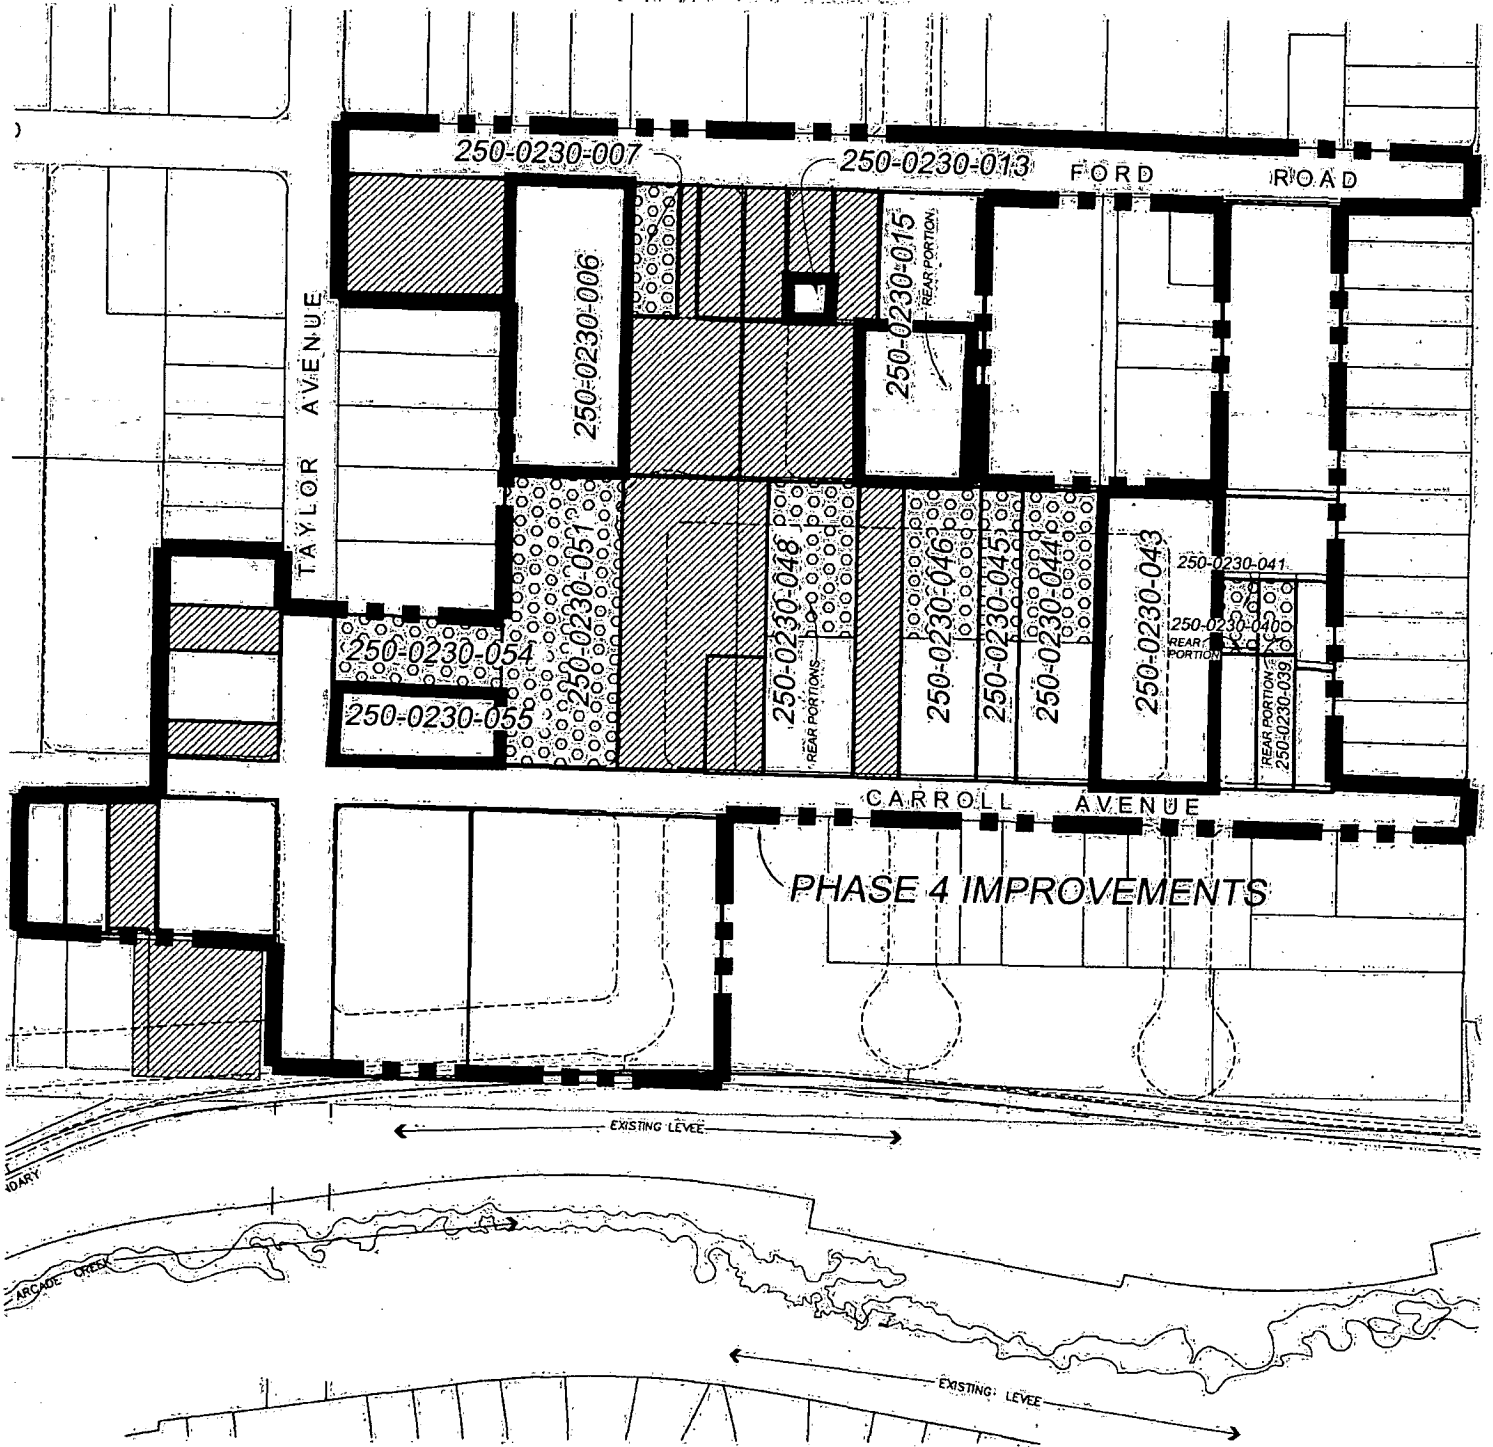 250-0230-007
250-0230-013
FORD ROAD
250-0230-006
250-0230-015
REAR PORTION
TAYLOR AVENUE
250-0230-051
250-0230-048
REAR PORTIONS
250-0230-046
250-0230-045
250-0230-044
250-0230-043
250-0230-041
250-0230-040
REAR
PORTION
REAR PORTION
250-0230-039
250-0230-054
250-0230-055
CARROLL AVENUE
PHASE 4 IMPROVEMENTS
EXISTING LEVEE
NDARY
ARCADE CREEK
EXISTING LEVEE